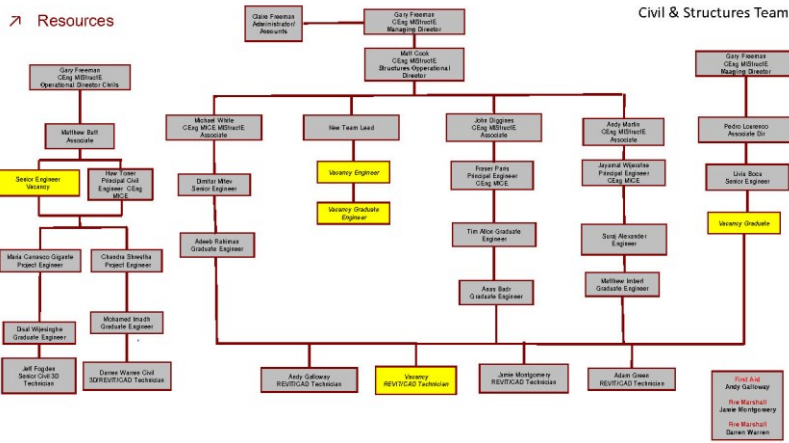 Resources
Civil & Structures Team
Claire Freeman
Administrator/
Accounts
Gary Freeman
CEng MIStructE
Managing Director
Matt Cook
CEng MIStructE
Structures Opperational
Director
Gary Freeman
CEng MIStructE
Operational Director Civils
Matthew Batt
Associate
Senior Engineer
Vacancy
Huw Toner
Principal Civil
Engineer CEng
MICE
Maria Carrasco Gigante
Project Engineer
Chandra Shrestha
Project Engineer
Disal Wijesinghe
Graduate Engineer
Mohamed Imadh
Graduate Engineer
Jeff Fogden
Senior Civil 3D
Technician
Darren Warren Civil
3D/REVIT/CAD Technician
Michael White
CEng MICE MIStructE
Associate
Dimitar Mitev
Senior Engineer
Adeeb Rahiman
Graduate Engineer
New Team Lead
Vacancy Engineer
Vacancy Graduate
Engineer
John Diggines
CEng MIStructE
Associate
Fraser Paris
Principal Engineer
CEng MICE
Tim Alton Graduate
Engineer
Anas Badr
Graduate Engineer
Andy Martin
CEng MIStructE
Associate
Jayamal Wijeratne
Principal Engineer
CEng MICE
Suraj Alexander
Engineer
Matthew Imbert
Graduate Engineer
Gary Freeman
CEng MIStructE
Maaging Director
Pedro Lourenco
Associate Dir
Livia Boca
Senior Engineer
Vacancy Graduate
Andy Galloway
REVIT/CAD Technician
Vacancy
REVIT/CAD Technician
Jamie Montgomery
REVIT/CAD Technician
Adam Green
REVIT/CAD Technician
First Aid
Andy Galloway
Fire Marshall
Jamie Montgomery
Fire Marshall
Darren Warren